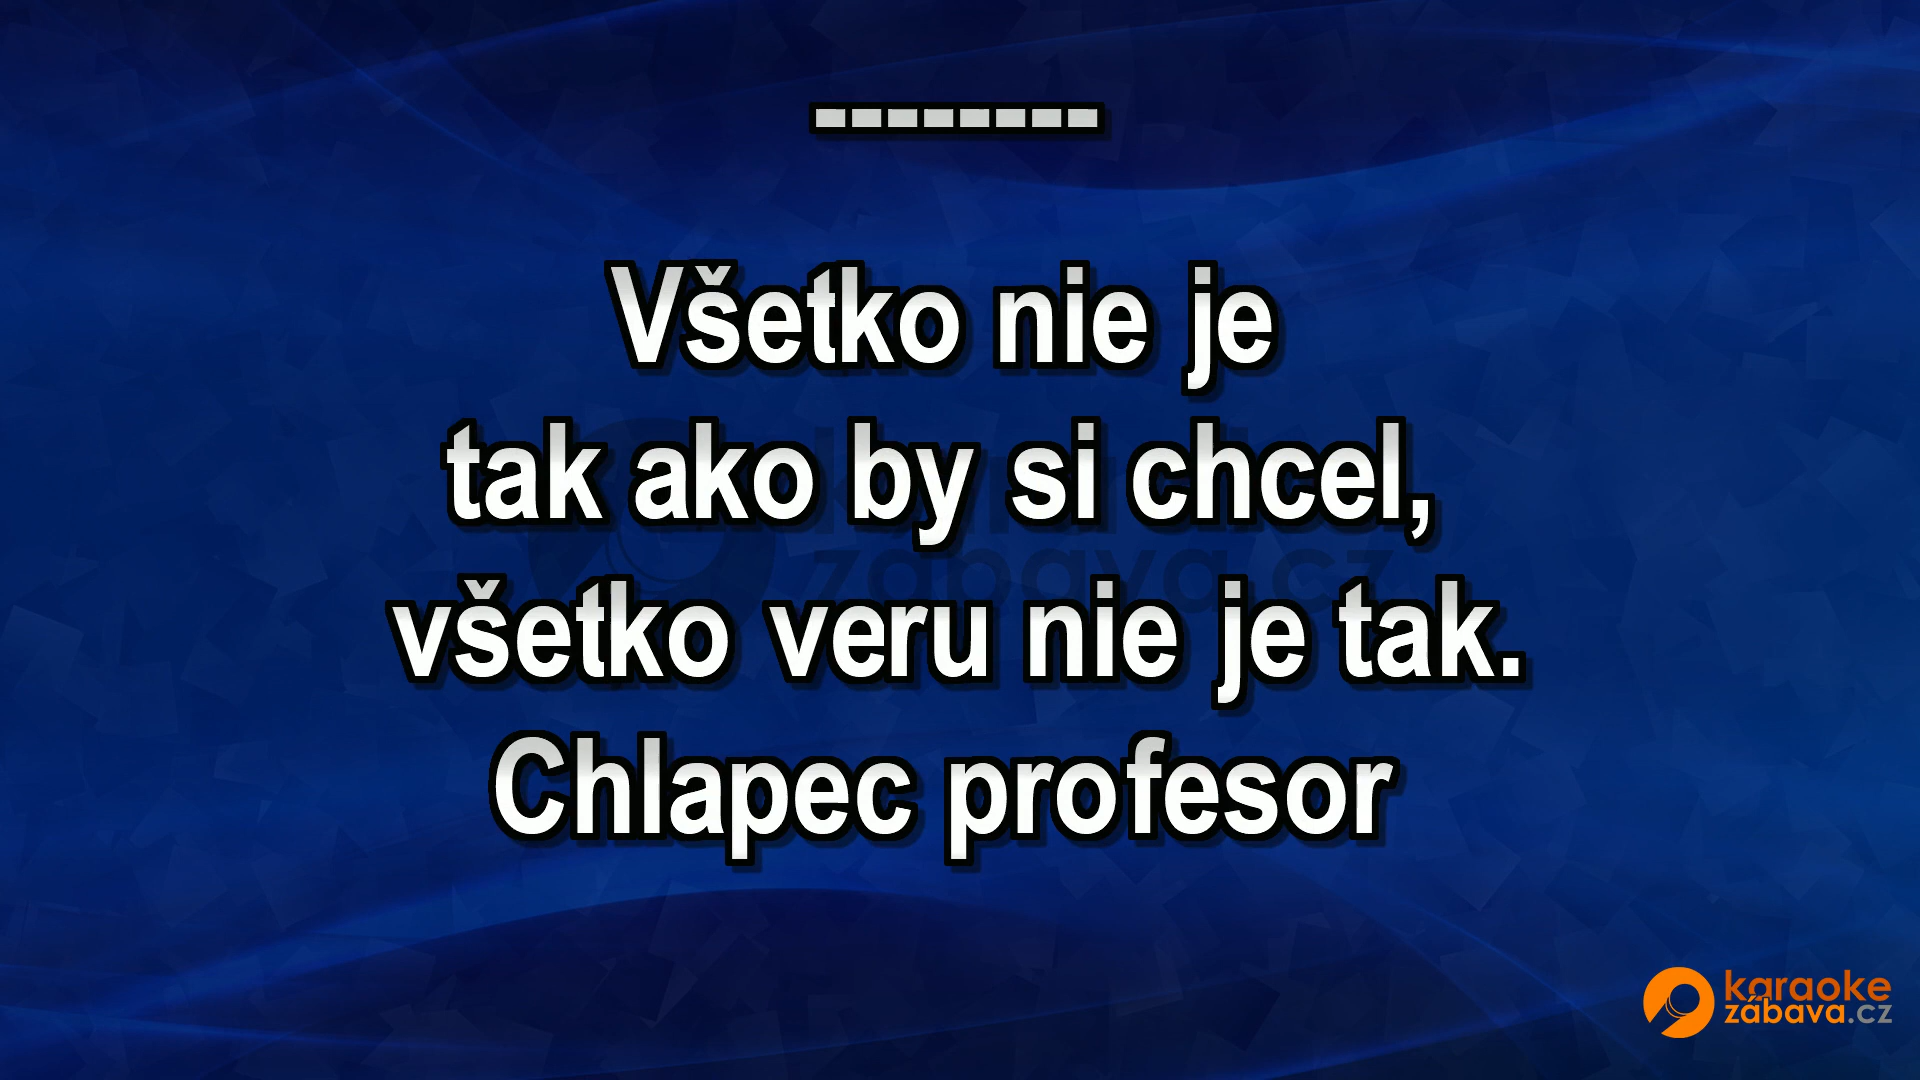 --------
Všetko nie je
tak ako by si chcel,
všetko veru nie je tak.
Chlapec profesor
karaoke
zábava.cz